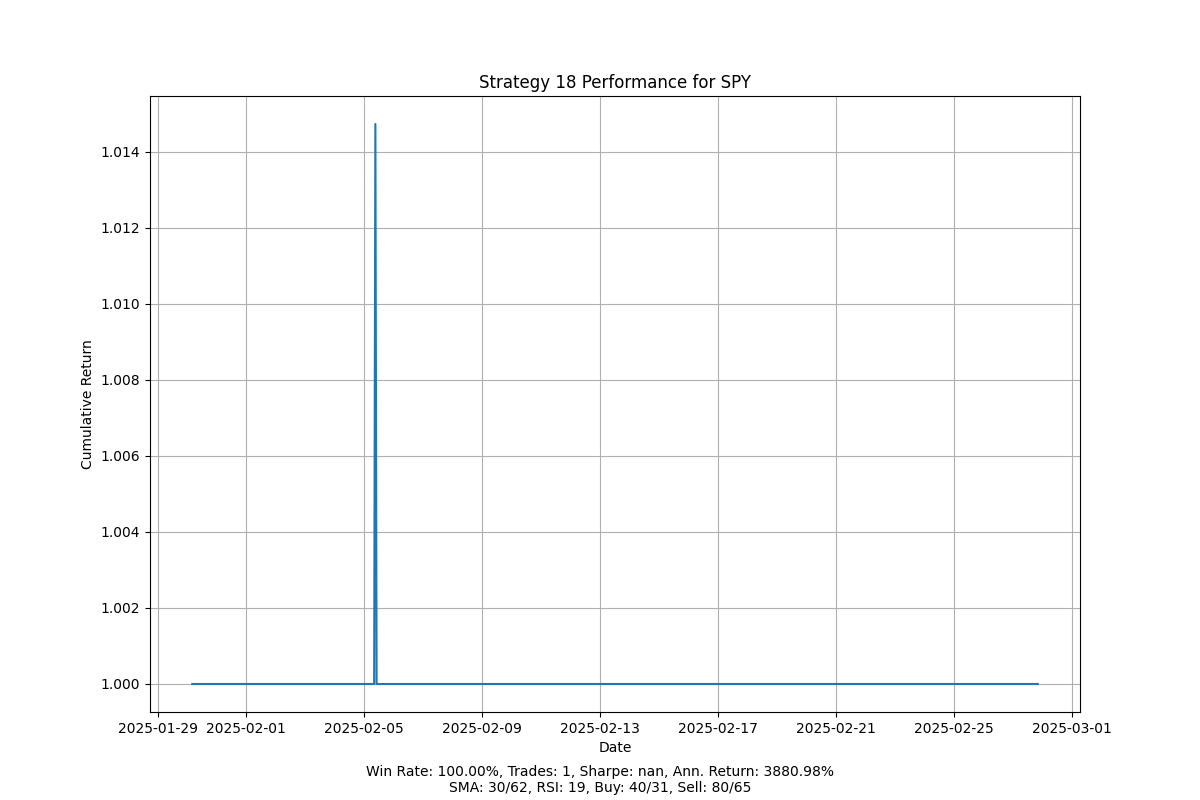 Strategy 18 Performance for SPY
Cumulative Return
1.014
1.012
1.010
1.008
1.006
1.004
1.002
1.000
2025-01-29 2025-02-01 2025-02-05 2025-02-09 2025-02-13 2025-02-17 2025-02-21 2025-02-25 2025-03-01
Date
Win Rate: 100.00%, Trades: 1, Sharpe: nan, Ann. Return: 3880.98%
SMA: 30/62, RSI: 19, Buy: 40/31, Sell: 80/65